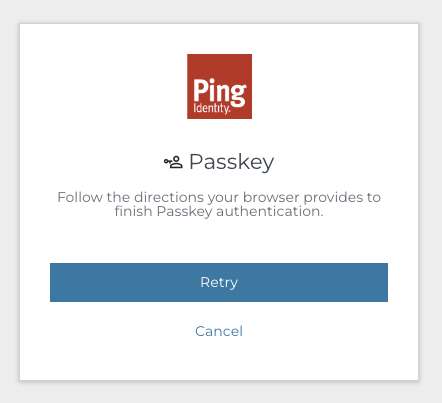 Ping
Identity.
Passkey
Follow the directions your browser provides to
finish Passkey authentication.
Retry
Cancel